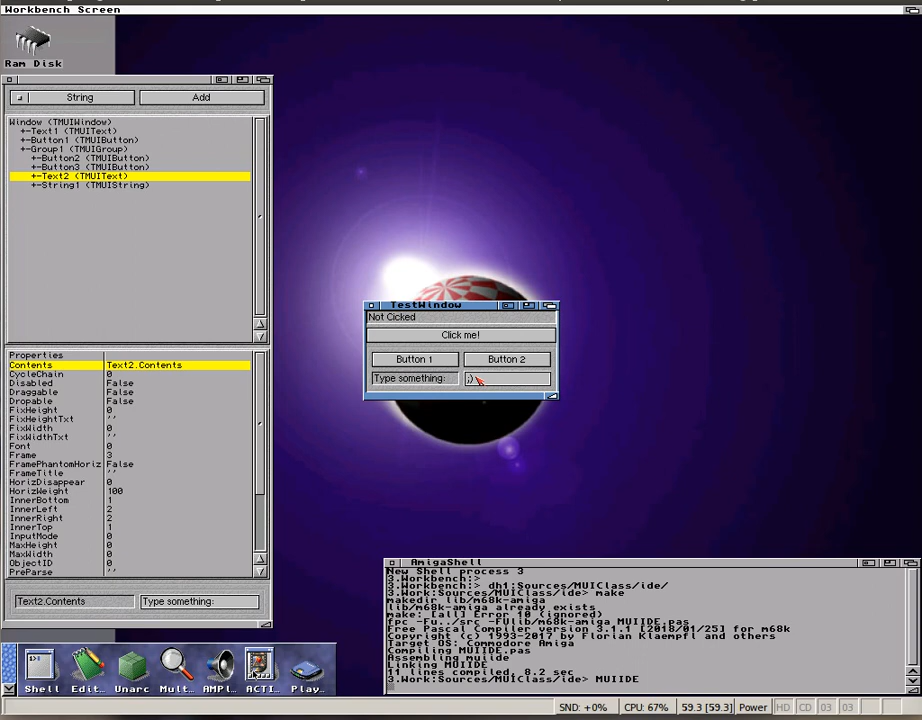 Workbench Screen
Ram Disk
String Add
Window (TMUIWindow)
+-Text1 (TMUIText)
+-Button1 (TMUIButton)
+-Group1 (TMUIGroup)
+-Button2 (TMUIButton)
+-Button3 (TMUIButton)
+-Text2 (TMUIText)
+-String1 (TMUIString)
Properties
Contents Text2.Contents
CycleChain 0
Disabled False
Draggable False
Dropable False
FixHeight 0
FixHeightTxt ''
FixWidth 0
FixWidthTxt ''
Font 0
Frame 3
FramePhantomHoriz False
FrameTitle ''
HorizDisappear 0
HorizWeight 100
InnerBottom 1
InnerLeft 2
InnerRight 2
InnerTop 1
InputMode 0
MaxHeight 0
MaxWidth 0
ObjectID 0
PreParse ''
Text2.Contents Type something:
TestWindow
Not Cicked
Click me!
Button 1 Button 2
Type something: ;)
AmigaShell
New Shell process 3
3.Workbench:>
3.Workbench:> dh1:Sources/MUIClass/ide/
3.Work:Sources/MUIClass/ide> make
makedir lib/m68k-amiga
lib/m68k-amiga already exists
make: [all] Error 10 (ignored)
fpc -Fu../src -FUlib/m68k-amiga MUIIDE.pas
Free Pascal Compiler version 3.1.1 [2018/01/25] for m68k
Copyright (c) 1993-2017 by Florian Klaempfl and others
Target OS: Commodore Amiga
Compiling MUIIDE.pas
Assembling muiide
Linking MUIIDE
11 lines compiled, 8.2 sec
3.Work:Sources/MUIClass/ide> MUIIDE
Shell Edit.. Unarc Mult.. AMPl.. ACTI.. Play..
SND: +0% CPU: 67% 59.3 [59.3] Power HD CD 03 03